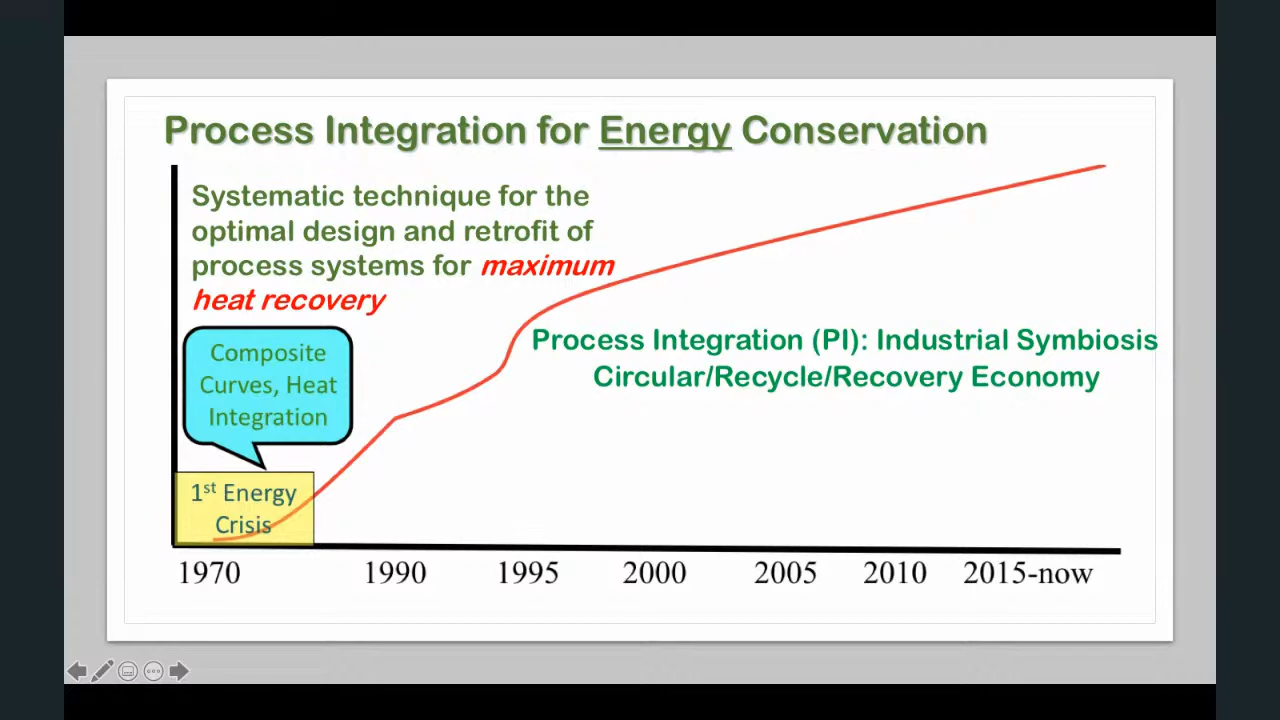 Process Integration for Energy Conservation
Systematic technique for the
optimal design and retrofit of
process systems for maximum
heat recovery
Composite
Curves, Heat
Integration
Process Integration (PI): Industrial Symbiosis
Circular/Recycle/Recovery Economy
1st Energy
Crisis
1970 1990 1995 2000 2005 2010 2015-now